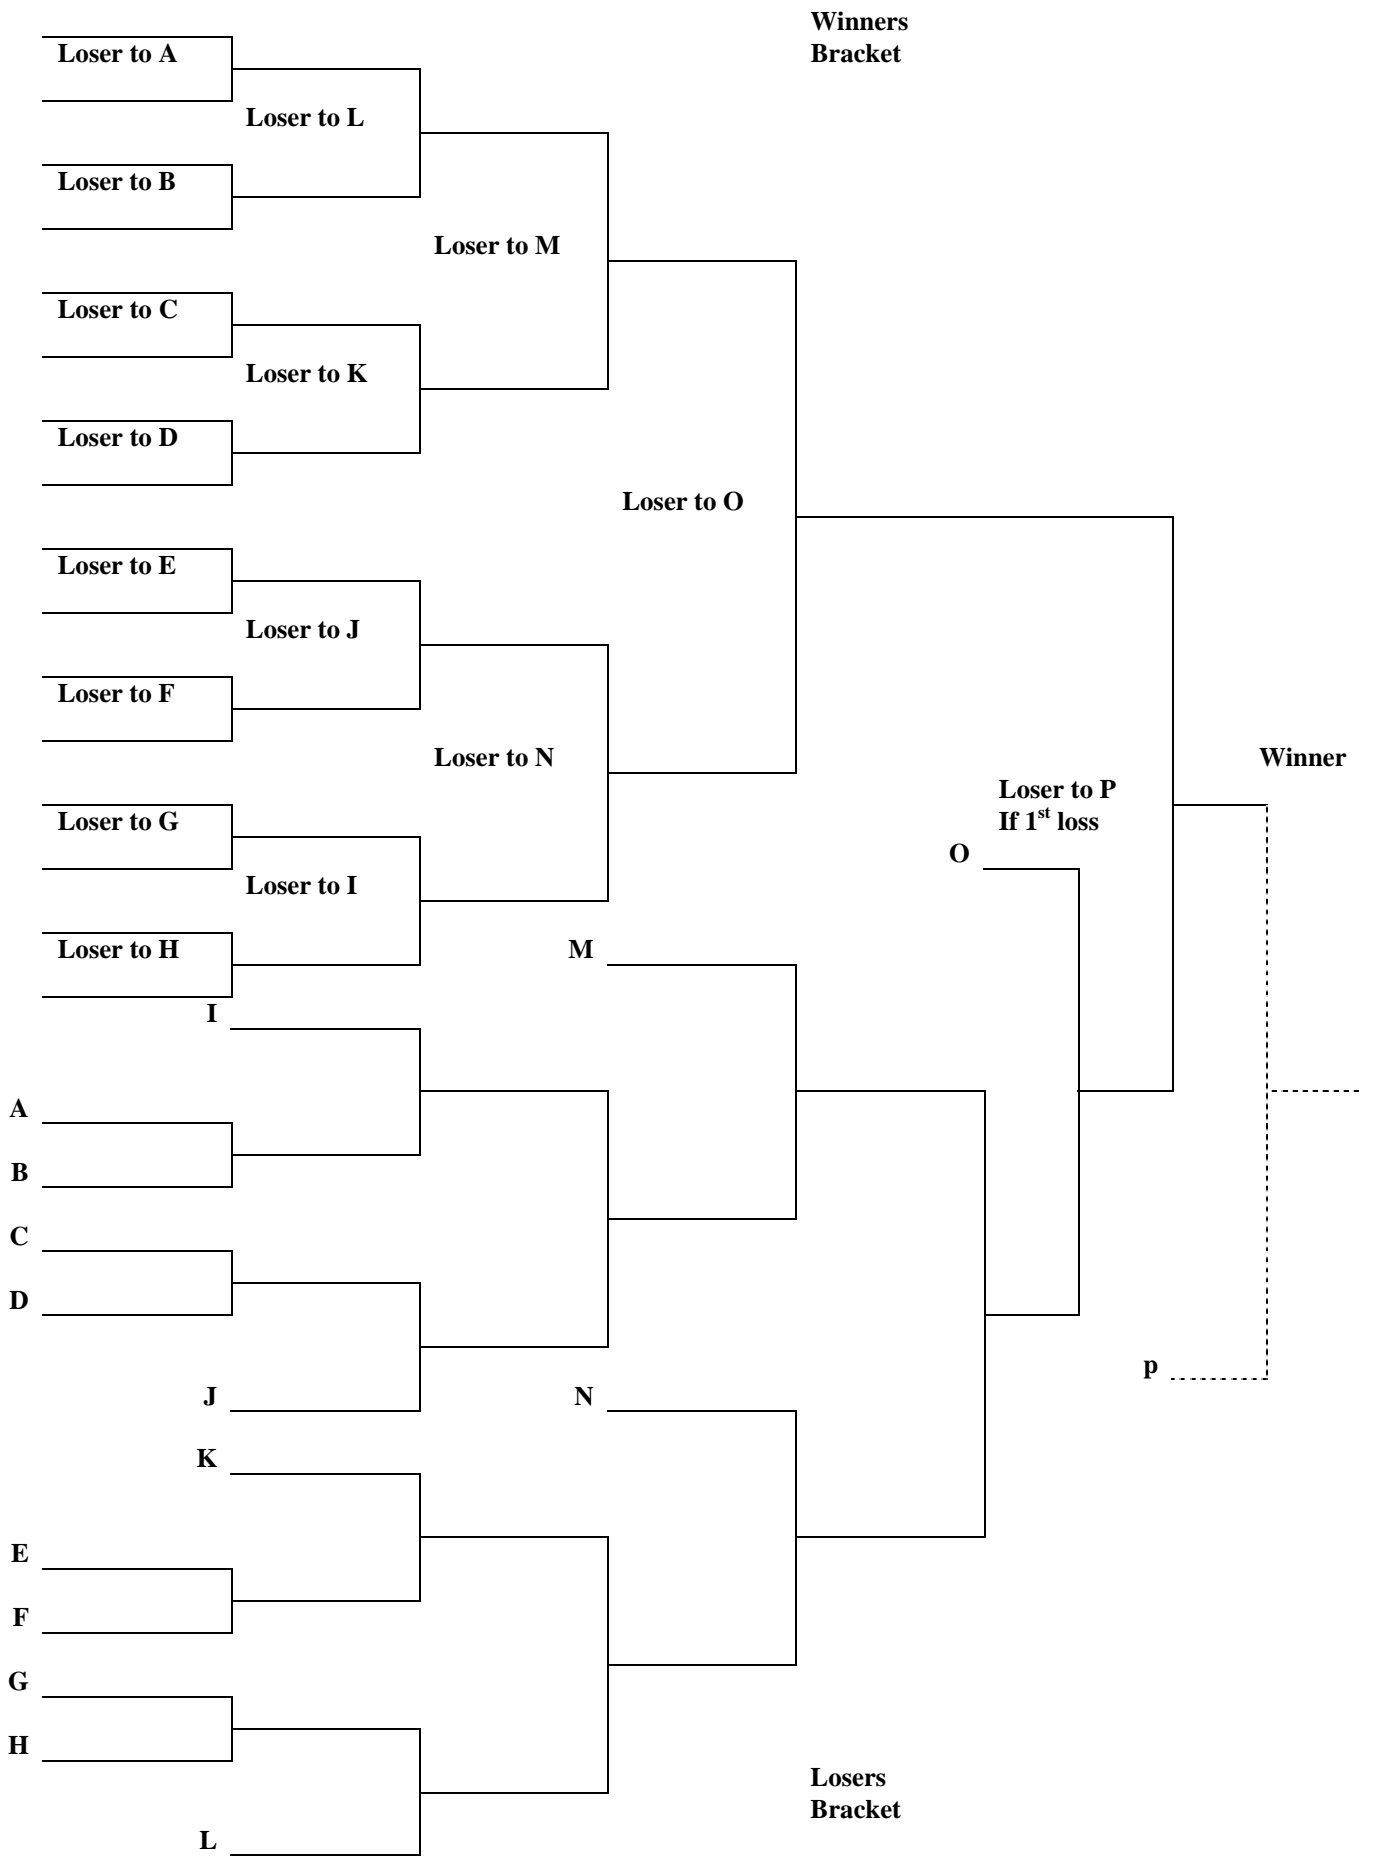 Winners
Bracket
Loser to A
Loser to L
Loser to B
Loser to M
Loser to C
Loser to K
Loser to D
Loser to O
Loser to E
Loser to J
Loser to F
Loser to N
Winner
Loser to P
If 1st loss
Loser to G
O
Loser to I
Loser to H
M
I
A
B
C
D
p
J
N
K
E
F
G
H
Losers
Bracket
L